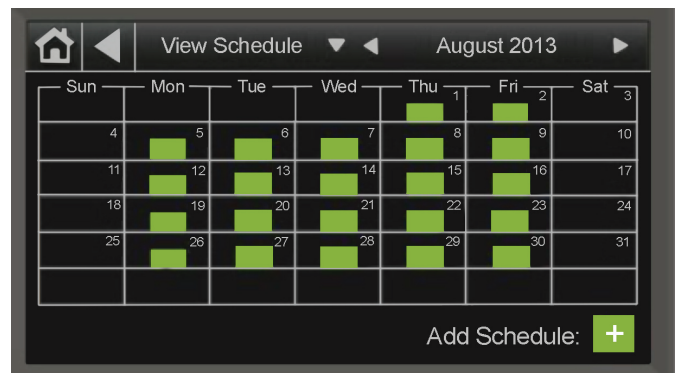 View Schedule August 2013
Sun Mon Tue Wed Thu Fri Sat
1 2 3
4 5 6 7 8 9 10
11 12 13 14 15 16 17
18 19 20 21 22 23 24
25 26 27 28 29 30 31
Add Schedule: +